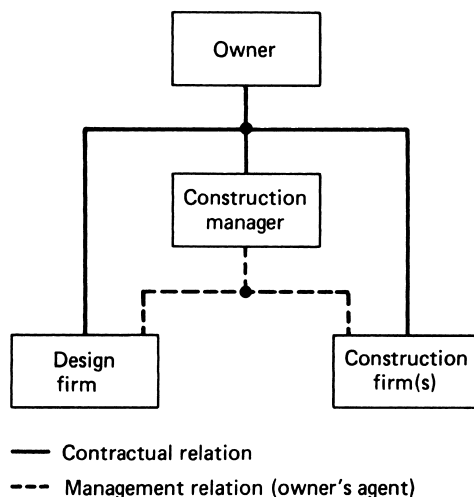 Owner
Construction
manager
Design
firm
Construction
firm(s)
Contractual relation
Management relation (owner's agent)